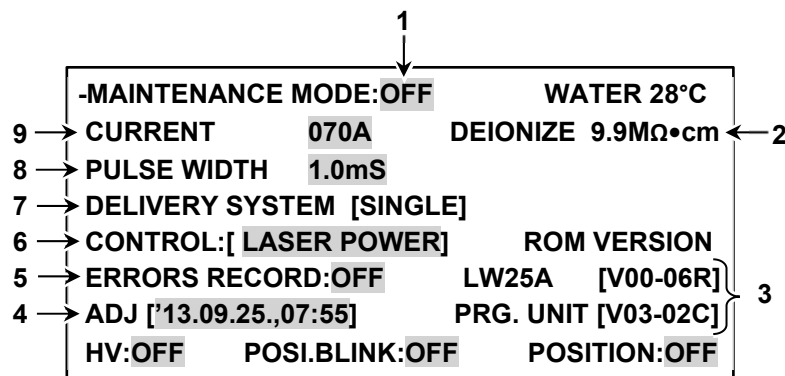 1
-MAINTENANCE MODE:OFF WATER 28°C
9 CURRENT 070A DEIONIZE 9.9MΩ•cm 2
8 PULSE WIDTH 1.0mS
7 DELIVERY SYSTEM [SINGLE]
6 CONTROL:[ LASER POWER] ROM VERSION
5 ERRORS RECORD:OFF LW25A [V00-06R]
3
4 ADJ ['13.09.25.,07:55] PRG. UNIT [V03-02C]
HV:OFF POSI.BLINK:OFF POSITION:OFF